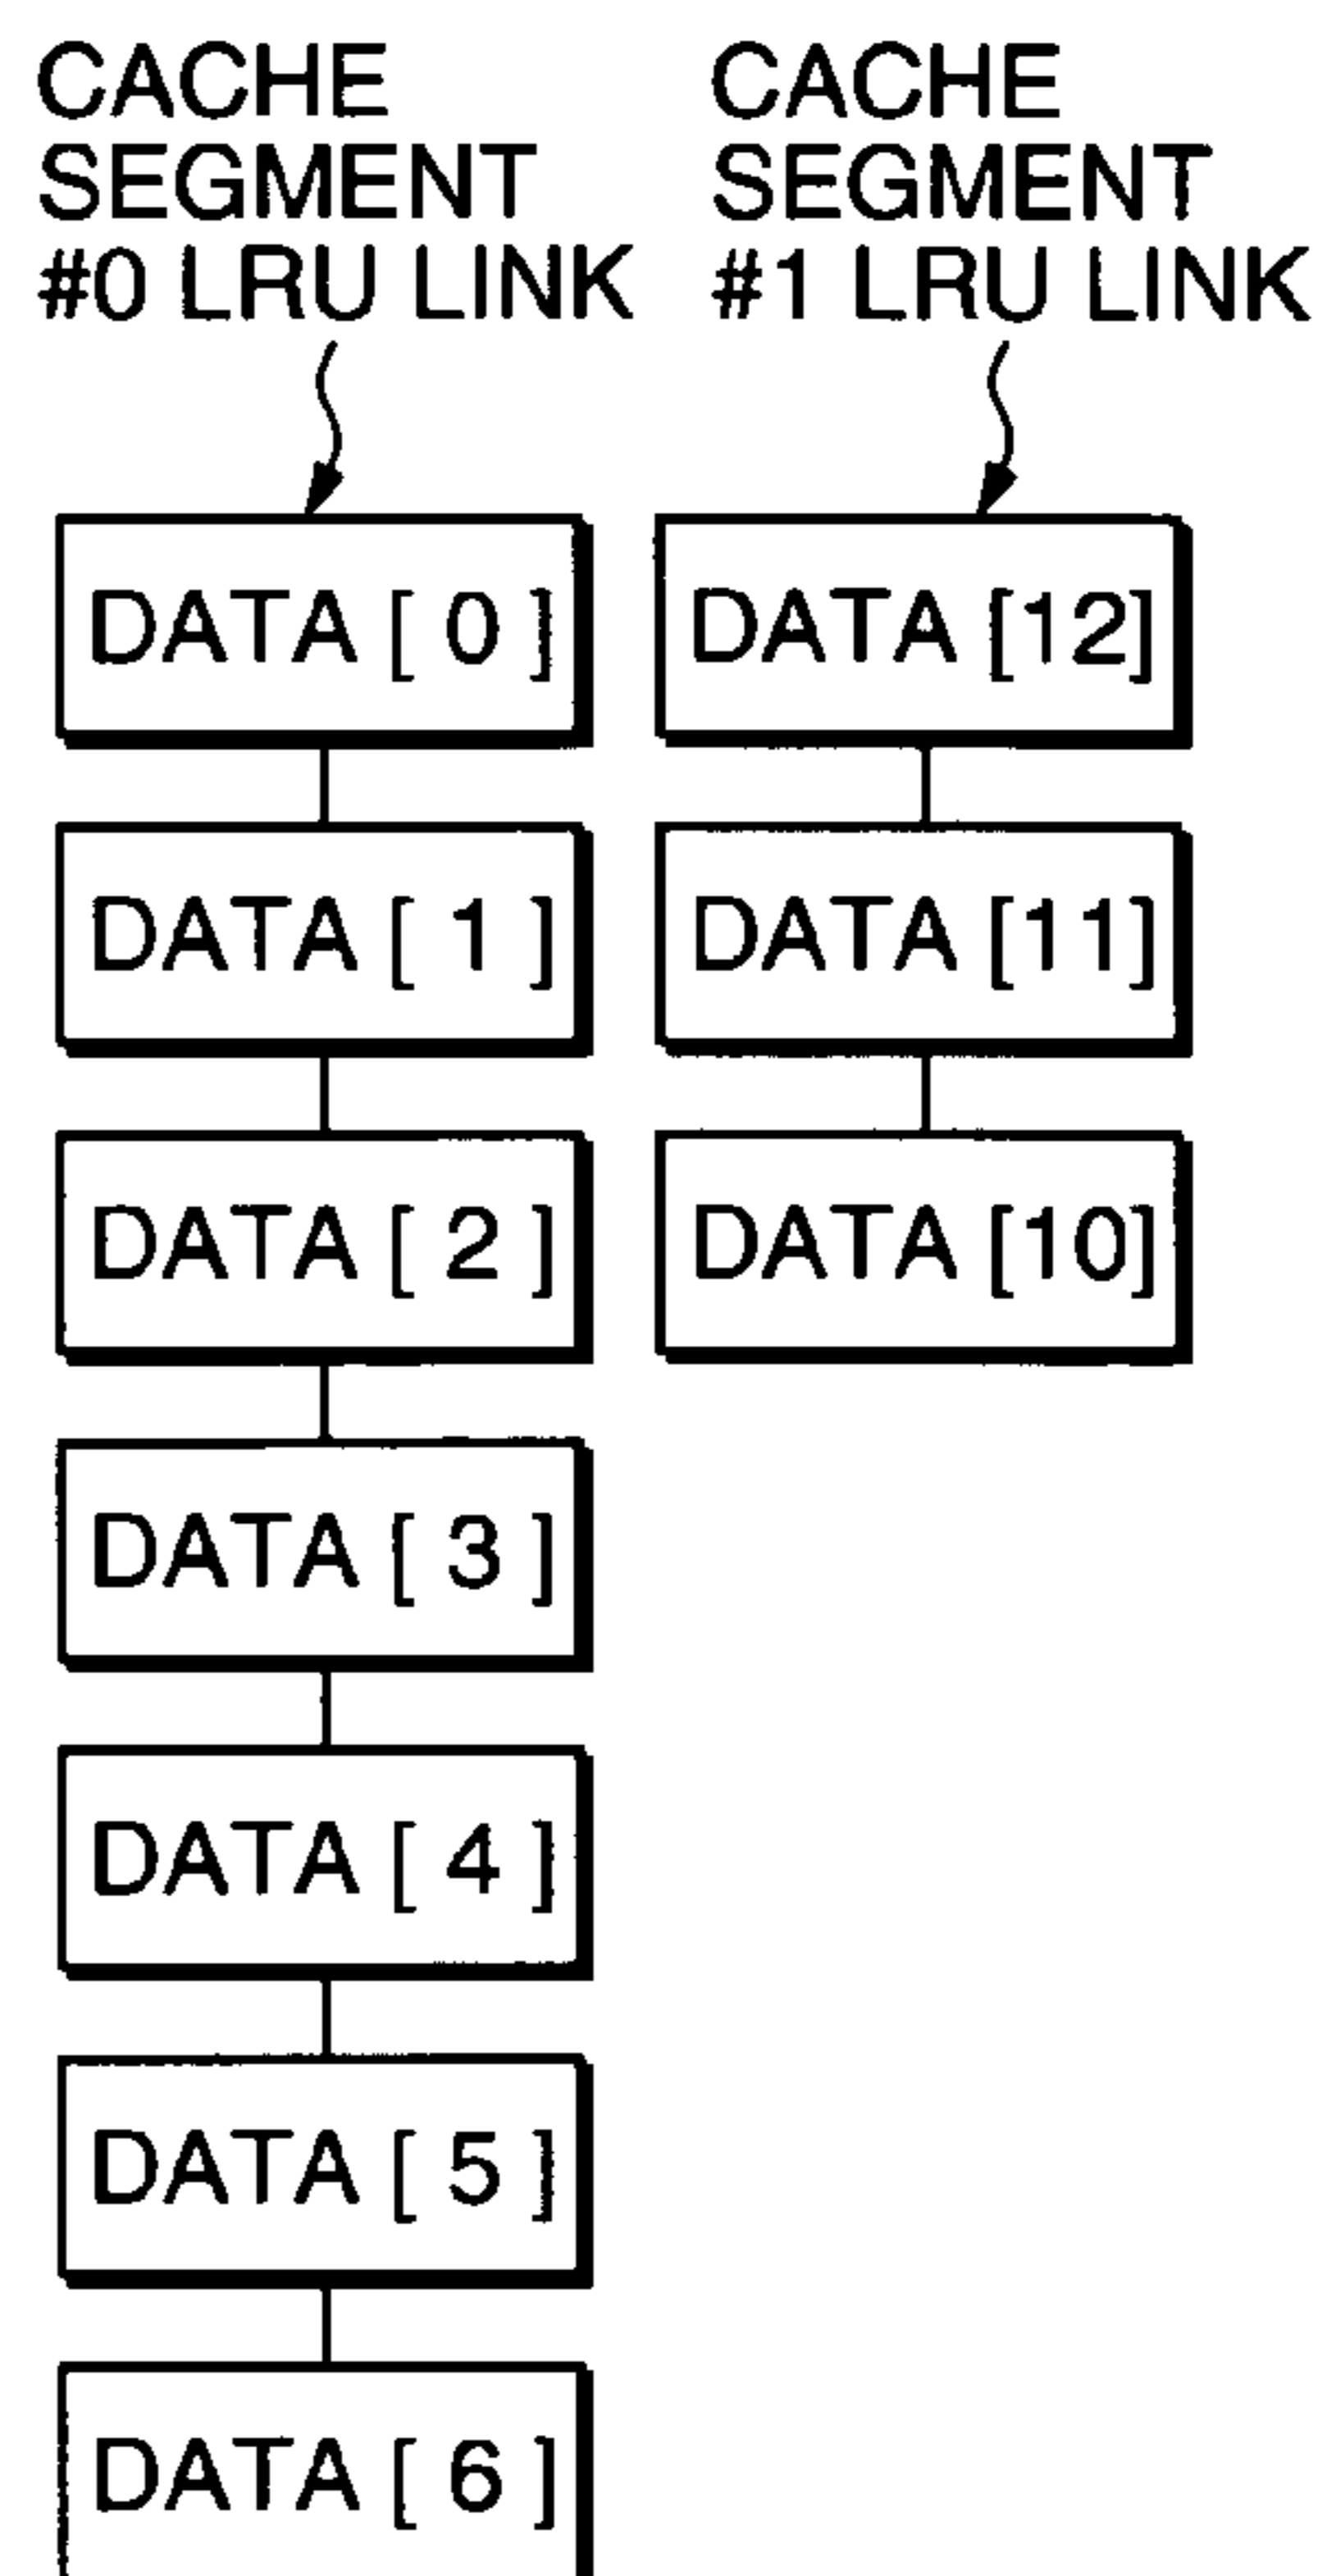 CACHE
SEGMENT
#0 LRU LINK
CACHE
SEGMENT
#1 LRU LINK
DATA [ 0 ]
DATA [ 1 ]
DATA [ 2 ]
DATA [ 3 ]
DATA [ 4 ]
DATA [ 5 ]
DATA [ 6 ]
DATA [12]
DATA [11]
DATA [10]